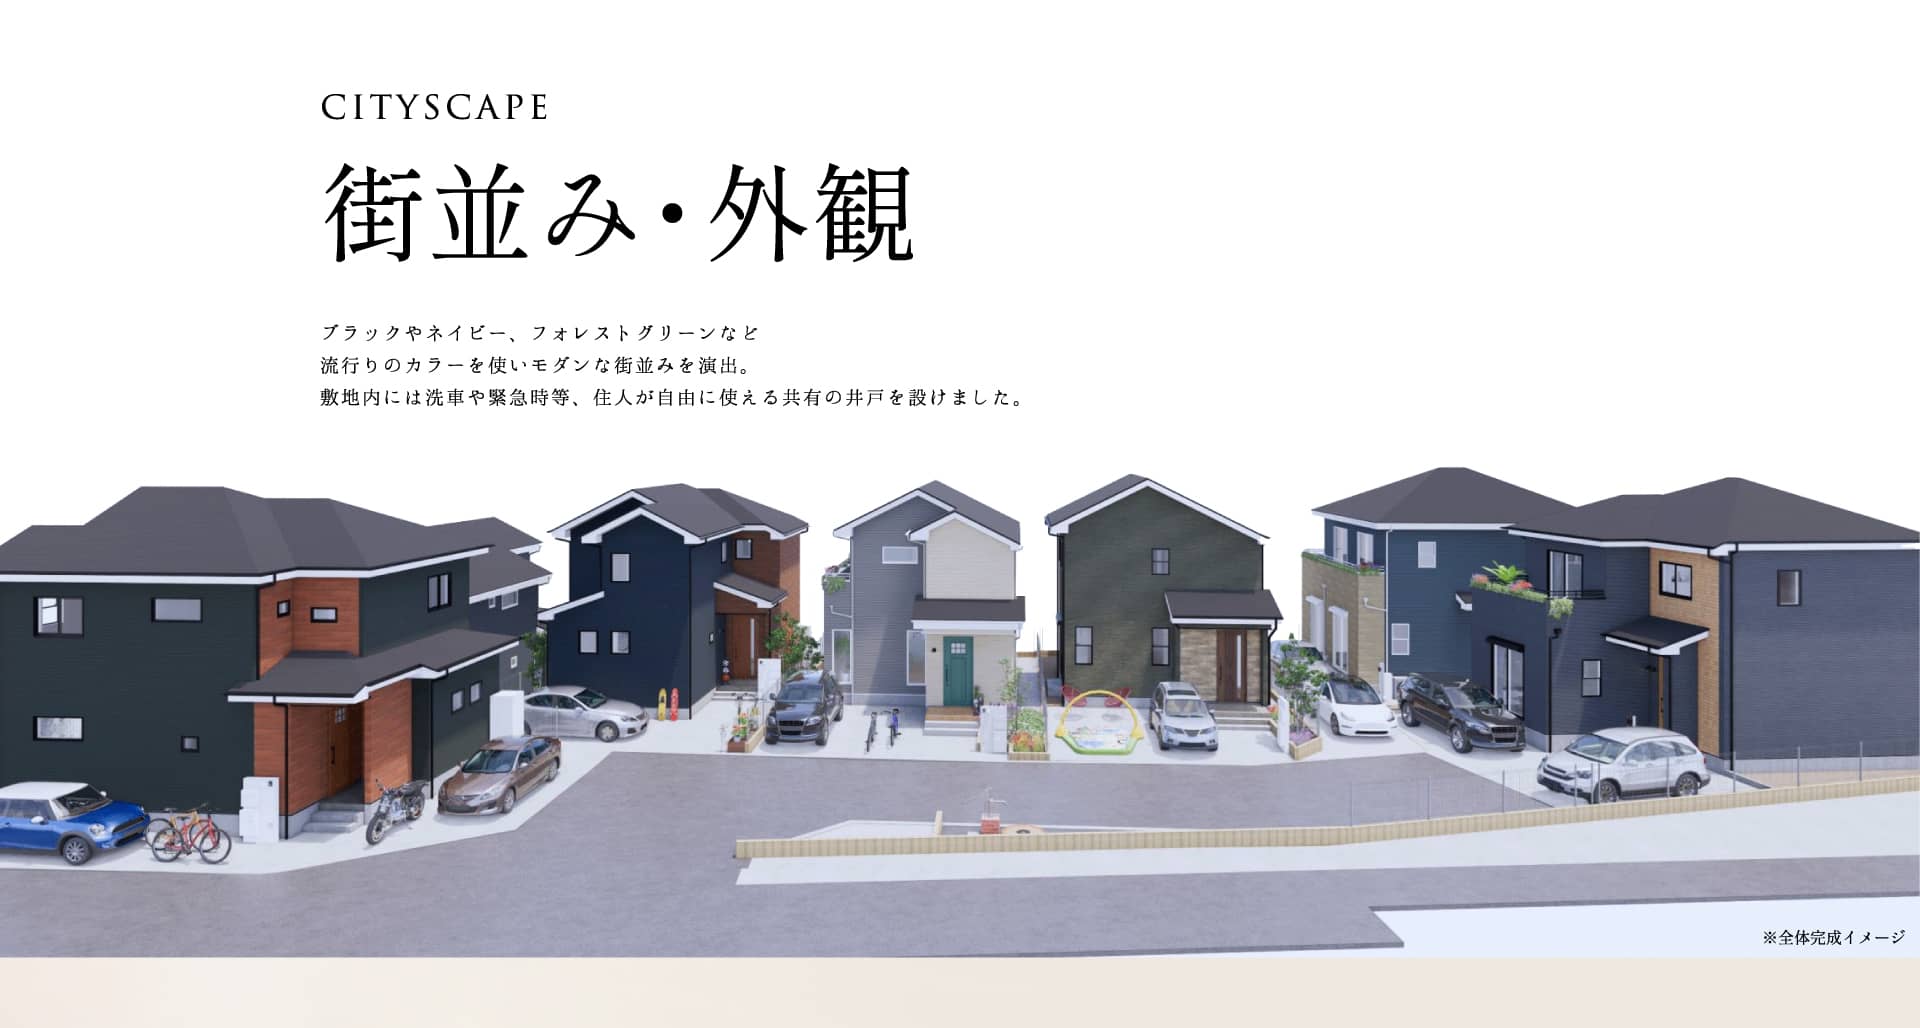 CITYSCAPE
街並み・外観
ブラックやネイビー、フォレストグリーンなど
流行りのカラーを使いモダンな街並みを演出。
敷地内には洗車や緊急時等、住人が自由に使える共有の井戸を設けました。
※全体完成イメージ